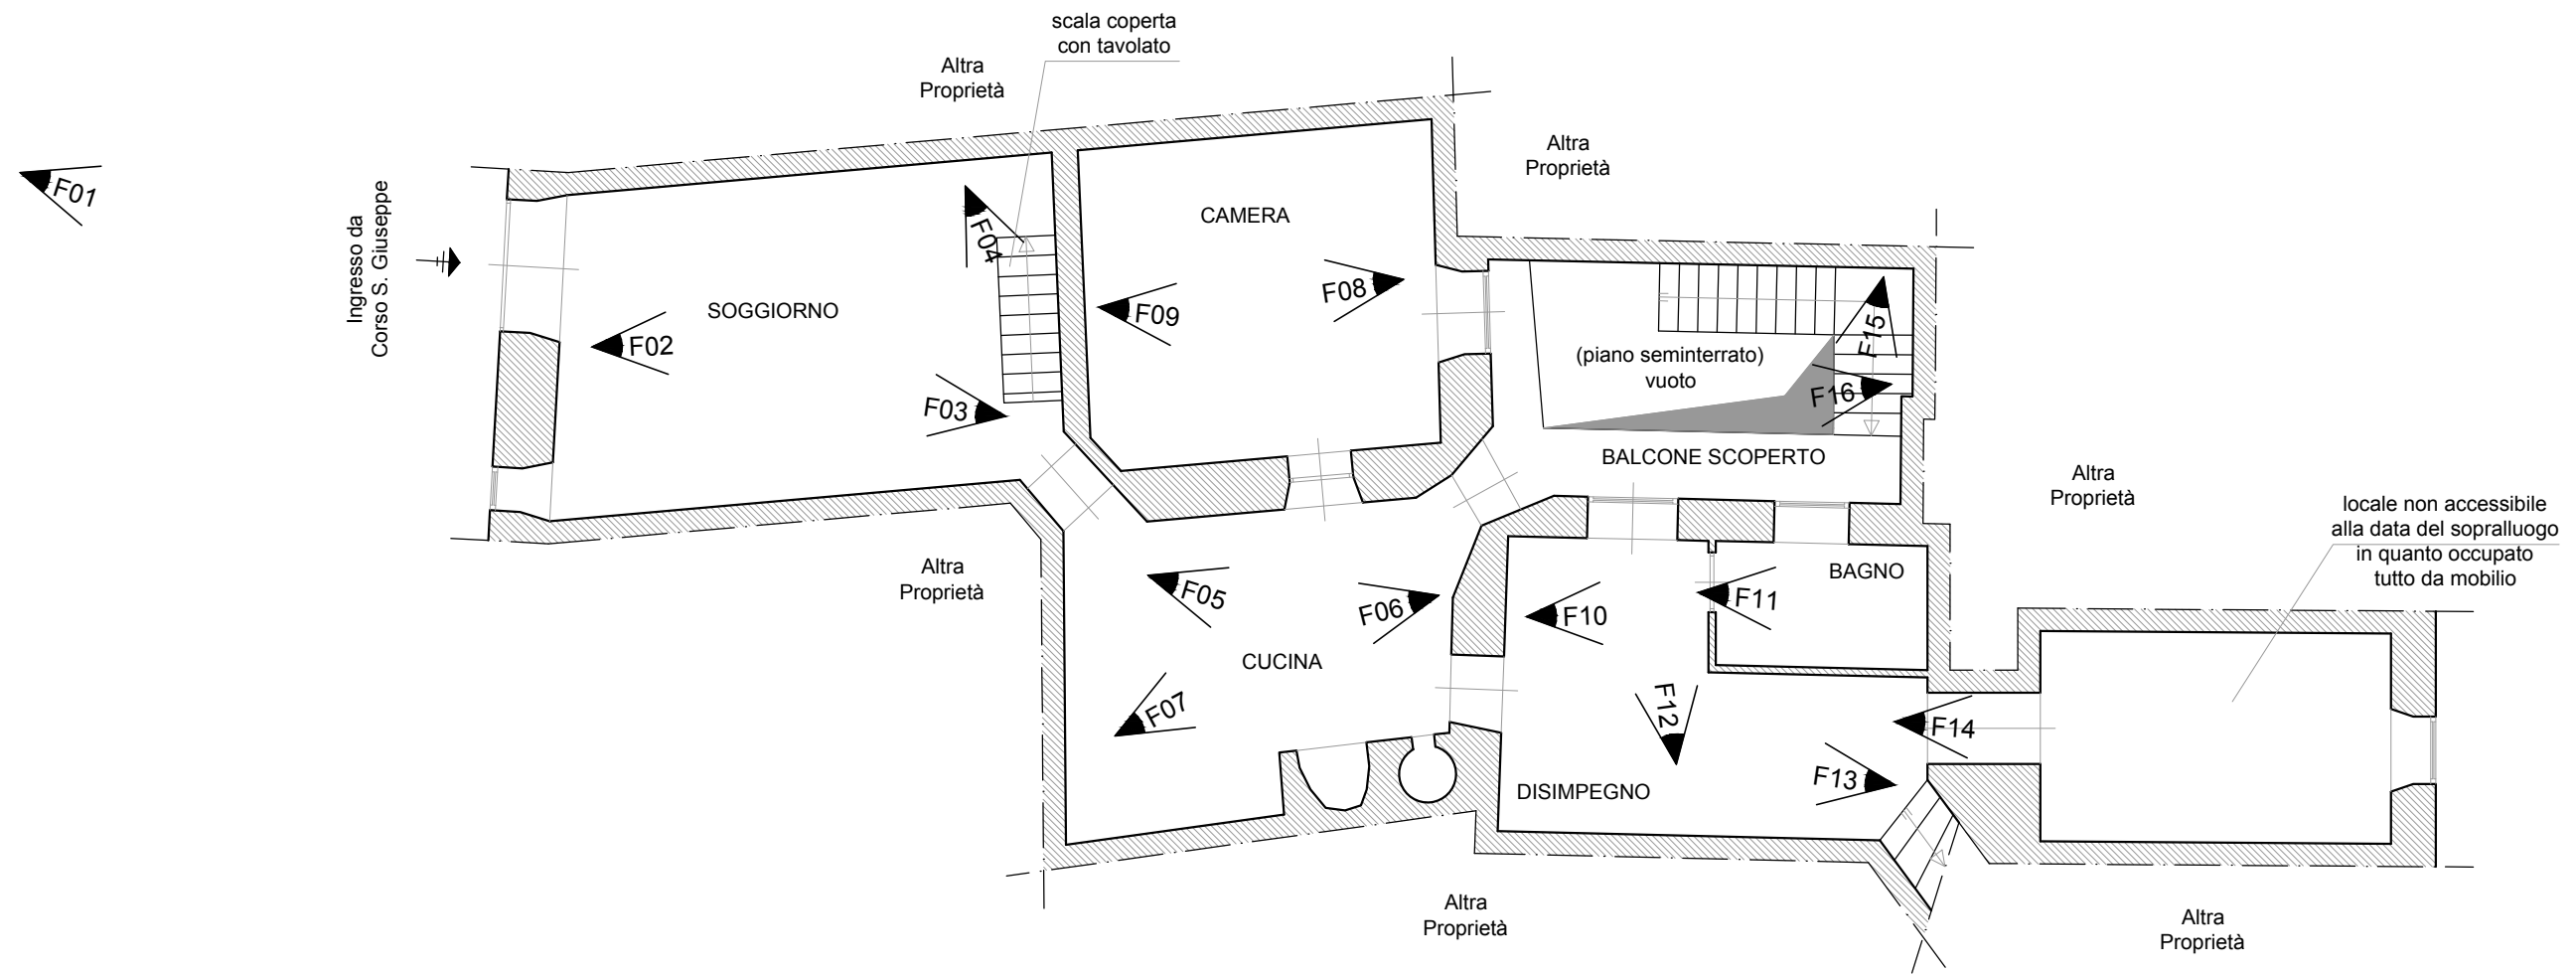 scala coperta
con tavolato
Altra
Proprietà
Altra
Proprietà
F01
Ingresso da
Corso S. Giuseppe
F04
CAMERA
SOGGIORNO
F02
F03
F09
F08
F15
(piano seminterrato)
vuoto
F16
BALCONE SCOPERTO
Altra
Proprietà
locale non accessibile
alla data del sopralluogo
in quanto occupato
tutto da mobilio
Altra
Proprietà
F05
F06
CUCINA
F07
F10
F11
BAGNO
F12
F14
F13
DISIMPEGNO
Altra
Proprietà
Altra
Proprietà